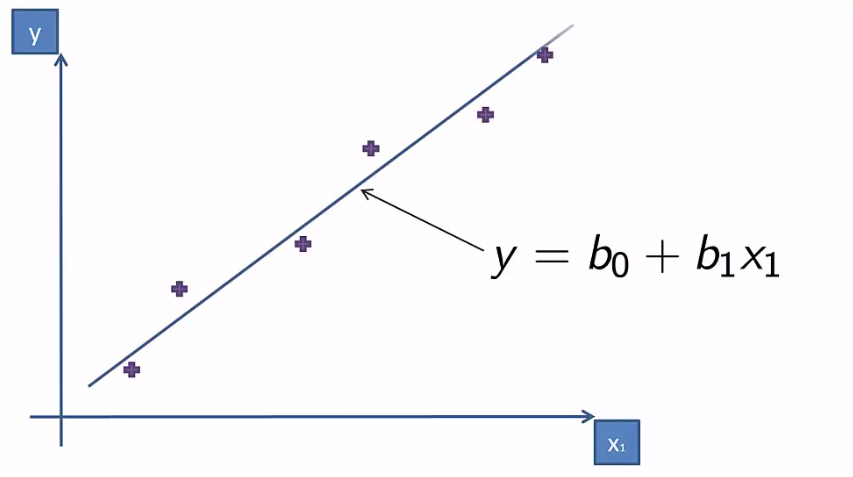 y
y = b₀ + b₁x₁
x₁